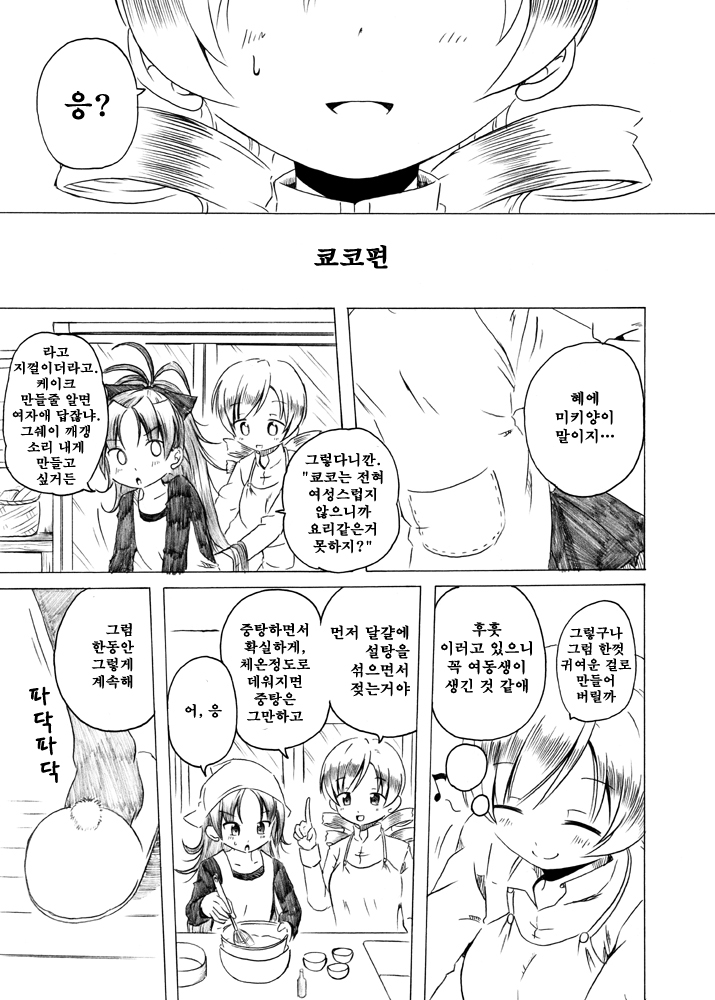 응?
쿄코편
혜에
미키양이
말이지…
그렇다니깐.
"쿄코는 전혀
여성스럽지
않으니까
요리같은거
못하지?"
라고
지껄이더라고.
케이크
만들줄 알면
여자애 답잖냐.
그쉐이 깨갱
소리 내게
만들고
싶거든
그렇구나
그럼 한껏
귀여운 걸로
만들어
버릴까
후훗
이러고 있으니
꼭 여동생이
생긴 것 같애
먼저 달걀에
설탕을
섞으면서
젖는거야
중탕하면서
확실하게,
체온정도로
데워지면
중탕은
그만하고
어, 응
그럼
한동안
그렇게
계속해
파닥파닥